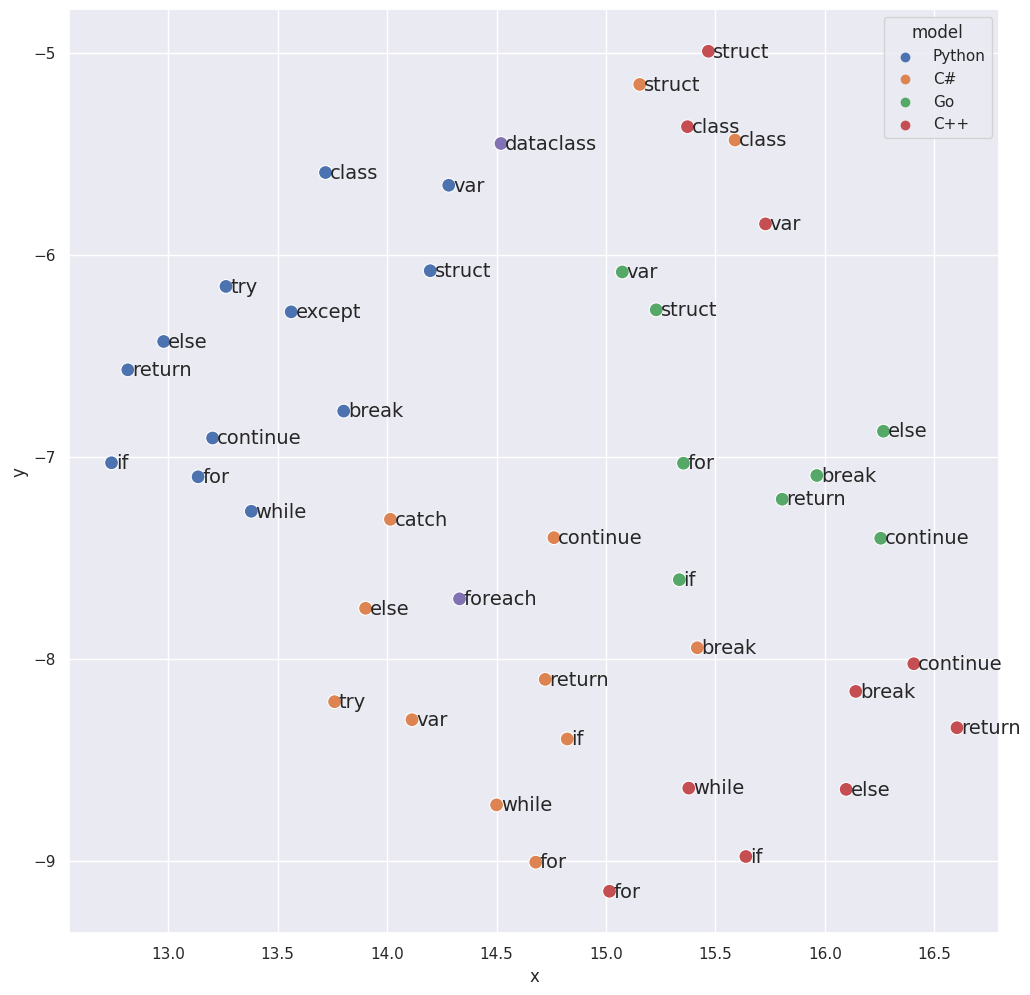 model
Python
C#
Go
C++
struct
struct
class
class
dataclass
class
var
var
struct
var
try
struct
except
else
return
break
else
continue
if
for
for
break
return
while
catch
continue
continue
if
foreach
else
break
continue
return
break
try
var
return
if
while
else
while
if
for
for
−5
−6
−7
−8
−9
y
13.0 13.5 14.0 14.5 15.0 15.5 16.0 16.5
x